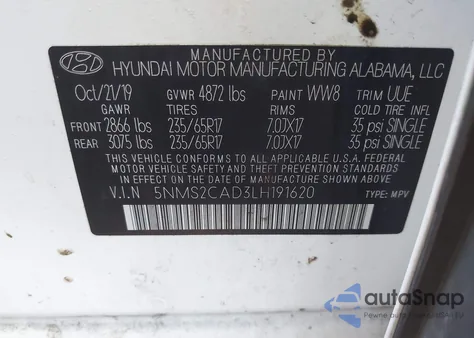 MANUFACTURED BY
HYUNDAI MOTOR MANUFACTURING ALABAMA, LLC
Oct/21/19 GVWR 4872 lbs PAINT WW8 TRIM UUE
GAWR TIRES RIMS COLD TIRE INFL
FRONT 2866 lbs 235/65R17 7.0JX17 35 psi SINGLE
REAR 3075 lbs 235/65R17 7.0JX17 35 psi SINGLE
THIS VEHICLE CONFORMS TO ALL APPLICABLE U.S.A. FEDERAL
MOTOR VEHICLE SAFETY STANDARDS IN EFFECT ON THE
DATE OF MANUFACTURE SHOWN ABOVE.
V.I.N 5NMS2CAD3LH191620 TYPE: MPV
autoSnap